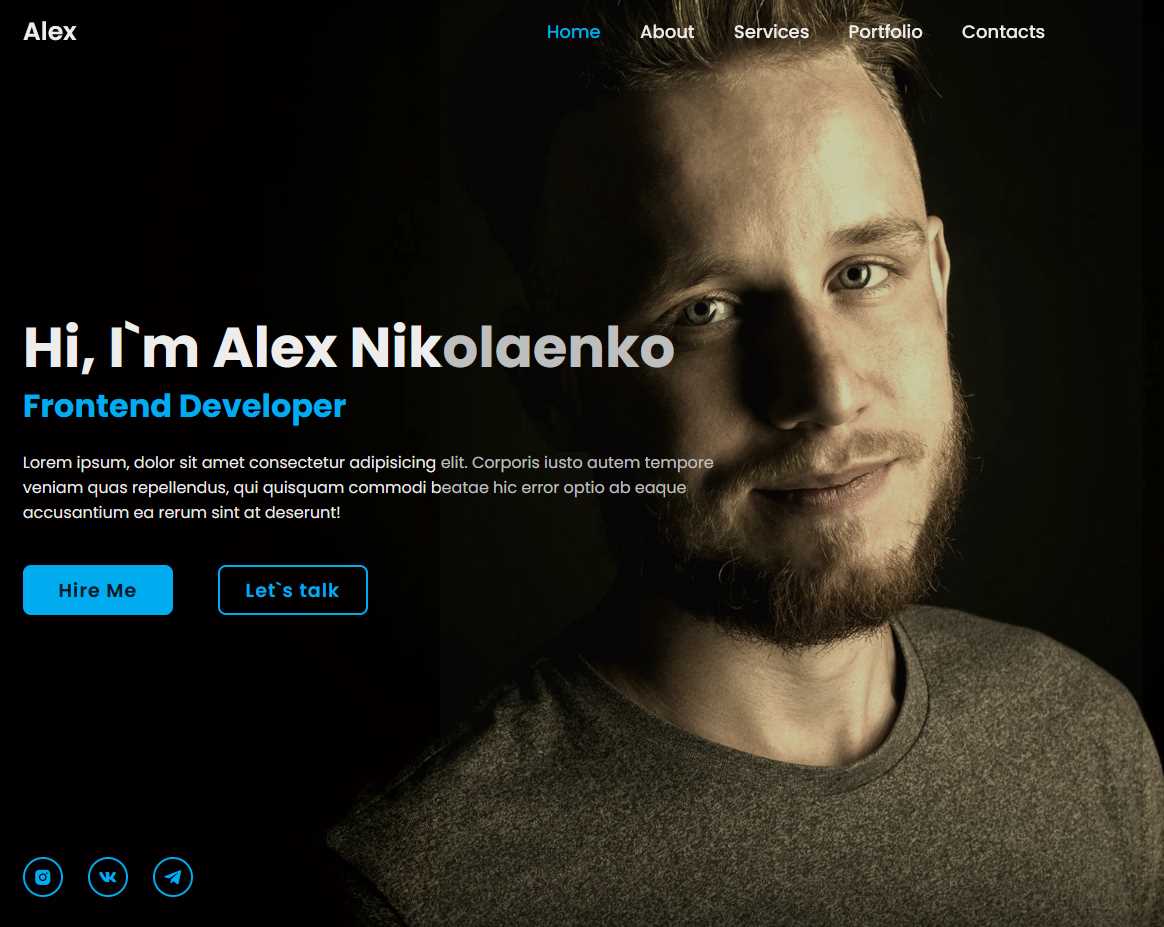 Alex
Home About Services Portfolio Contacts
Hi, I`m Alex Nikolaenko
Frontend Developer
Lorem ipsum, dolor sit amet consectetur adipisicing elit. Corporis iusto autem tempore
veniam quas repellendus, qui quisquam commodi beatae hic error optio ab eaque
accusantium ea rerum sint at deserunt!
Hire Me
Let`s talk